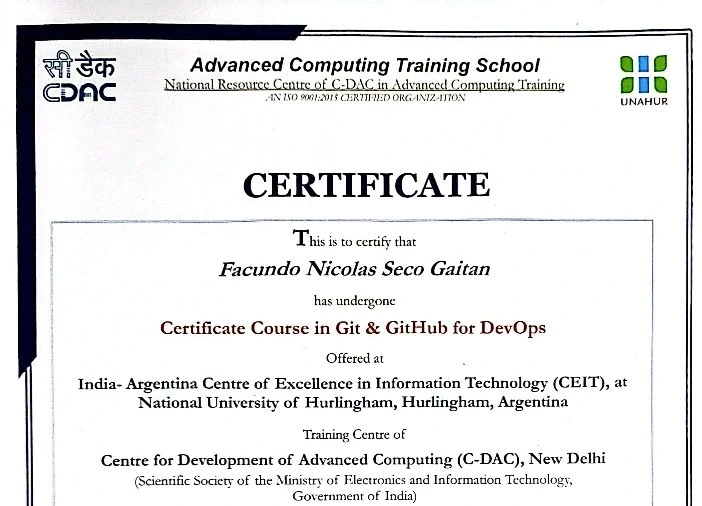 सी डैक
CDAC
Advanced Computing Training School
National Resource Centre of C-DAC in Advanced Computing Training
AN ISO 9001:2015 CERTIFIED ORGANIZATION
UNAHUR
CERTIFICATE
This is to certify that
Facundo Nicolas Seco Gaitan
has undergone
Certificate Course in Git & GitHub for DevOps
Offered at
India- Argentina Centre of Excellence in Information Technology (CEIT), at
National University of Hurlingham, Hurlingham, Argentina
Training Centre of
Centre for Development of Advanced Computing (C-DAC), New Delhi
(Scientific Society of the Ministry of Electronics and Information Technology,
Government of India)